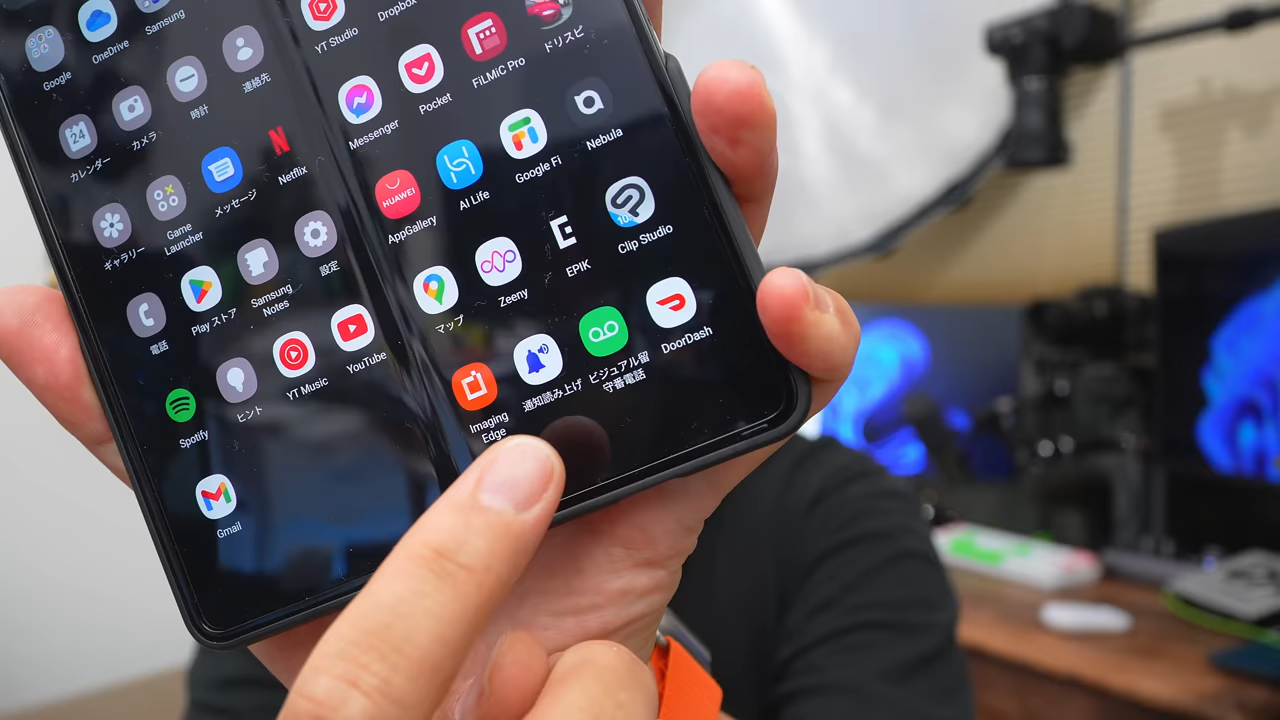 Google
OneDrive
Samsung
カレンダー
24
カメラ
時計
連絡先
ギャラリー
Game
Launcher
メッセージ
Netflix
電話
Play ストア
Samsung
Notes
設定
Spotify
ヒント
YT Music
YouTube
Gmail
YT Studio
Dropbox
Messenger
Pocket
FiLMiC Pro
ドリスピ
HUAWEI
AppGallery
AI Life
Google Fi
Nebula
マップ
Zeeny
EPIK
Clip Studio
Imaging
Edge
通知読み上げ
ビジュアル留
守番電話
DoorDash